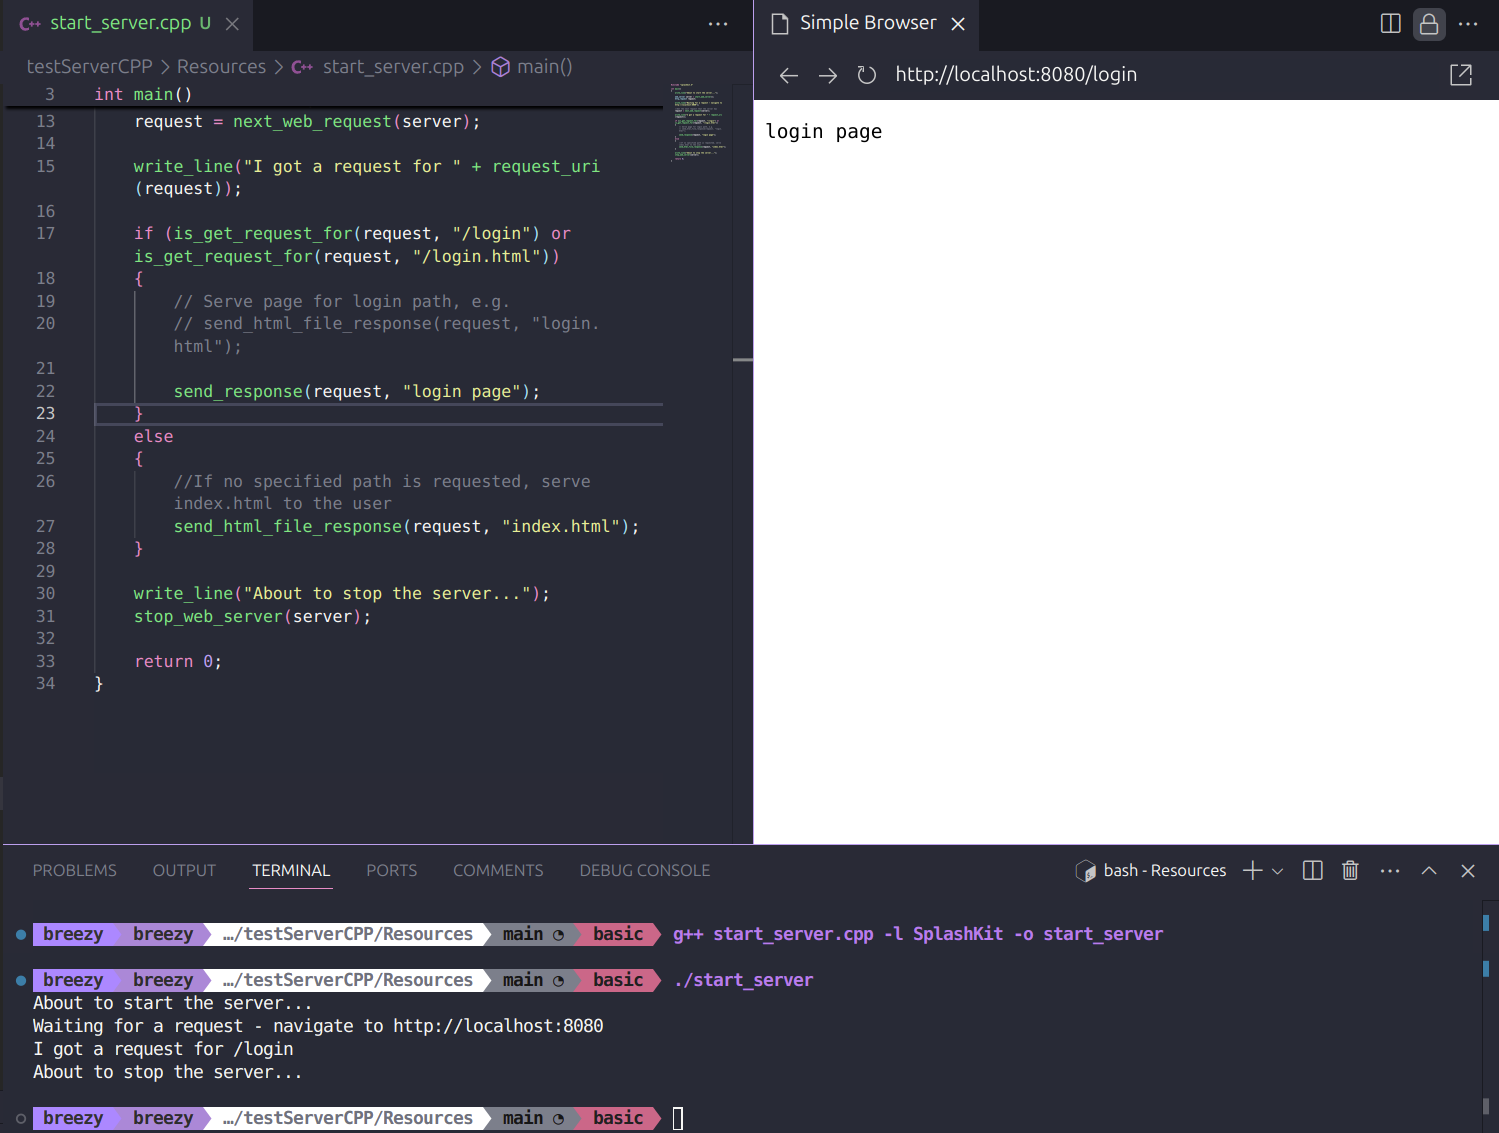 start_server.cpp U
Simple Browser
testServerCPP > Resources > start_server.cpp > main()
http://localhost:8080/login
3 int main()
13 request = next_web_request(server);
14
15 write_line("I got a request for " + request_uri
(request));
16
17 if (is_get_request_for(request, "/login") or
is_get_request_for(request, "/login.html"))
18 {
19 // Serve page for login path, e.g.
20 // send_html_file_response(request, "login.
html");
21
22 send_response(request, "login page");
23 }
24 else
25 {
26 //If no specified path is requested, serve
index.html to the user
27 send_html_file_response(request, "index.html");
28 }
29
30 write_line("About to stop the server...");
31 stop_web_server(server);
32
33 return 0;
34 }
login page
PROBLEMS OUTPUT TERMINAL PORTS COMMENTS DEBUG CONSOLE
bash - Resources
breezy breezy …/testServerCPP/Resources main basic g++ start_server.cpp -l SplashKit -o start_server
breezy breezy …/testServerCPP/Resources main basic ./start_server
About to start the server...
Waiting for a request - navigate to http://localhost:8080
I got a request for /login
About to stop the server...
breezy breezy …/testServerCPP/Resources main basic